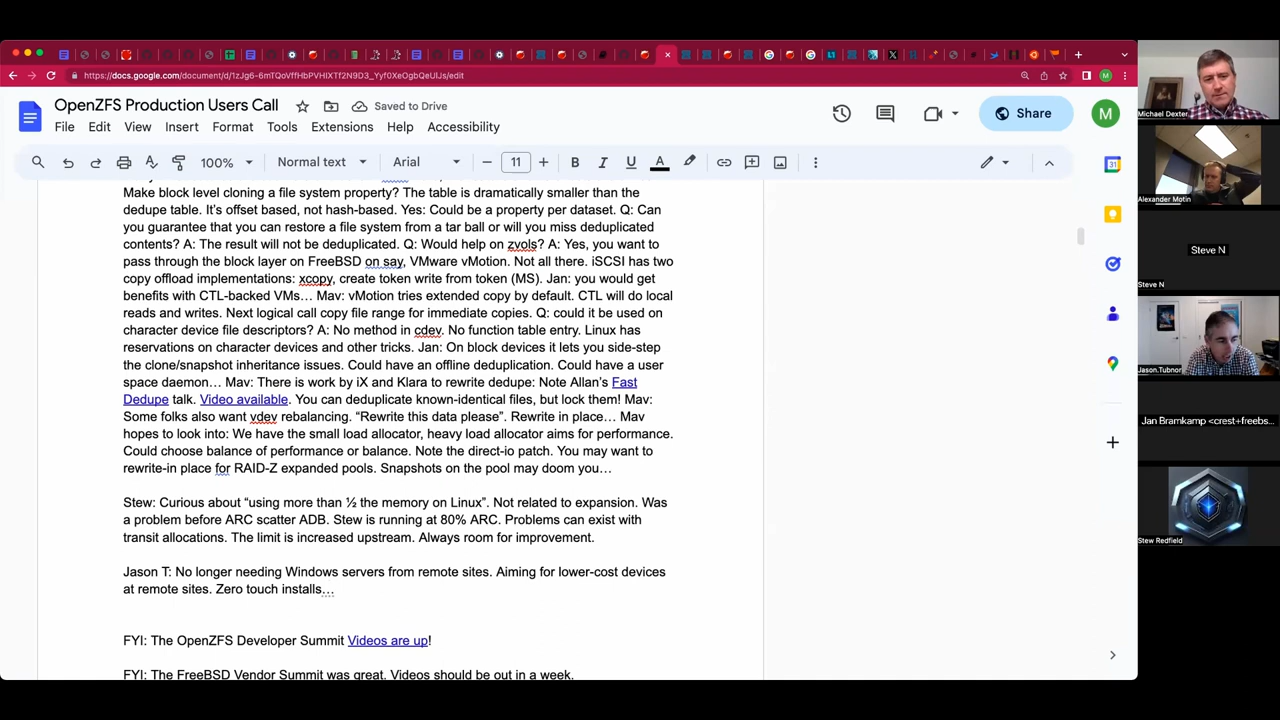 https://docs.google.com/document/d/1zJg6-6mTQoVffHbPVHIXTf2N9D3_Yyf0XeOgbQeUIJs/edit
OpenZFS Production Users Call
Saved to Drive
Share
M
File Edit View Insert Format Tools Extensions Help Accessibility
100% Normal text Arial 11 B I U A
Make block level cloning a file system property? The table is dramatically smaller than the
dedupe table. It's offset based, not hash-based. Yes: Could be a property per dataset. Q: Can
you guarantee that you can restore a file system from a tar ball or will you miss deduplicated
contents? A: The result will not be deduplicated. Q: Would help on zvols? A: Yes, you want to
pass through the block layer on FreeBSD on say, VMware vMotion. Not all there. iSCSI has two
copy offload implementations: xcopy, create token write from token (MS). Jan: you would get
benefits with CTL-backed VMs… Mav: vMotion tries extended copy by default. CTL will do local
reads and writes. Next logical call copy file range for immediate copies. Q: could it be used on
character device file descriptors? A: No method in cdev. No function table entry. Linux has
reservations on character devices and other tricks. Jan: On block devices it lets you side-step
the clone/snapshot inheritance issues. Could have an offline deduplication. Could have a user
space daemon… Mav: There is work by iX and Klara to rewrite dedupe: Note Allan's Fast
Dedupe talk. Video available. You can deduplicate known-identical files, but lock them! Mav:
Some folks also want vdev rebalancing. “Rewrite this data please”. Rewrite in place… Mav
hopes to look into: We have the small load allocator, heavy load allocator aims for performance.
Could choose balance of performance or balance. Note the direct-io patch. You may want to
rewrite-in place for RAID-Z expanded pools. Snapshots on the pool may doom you…
Stew: Curious about “using more than ½ the memory on Linux”. Not related to expansion. Was
a problem before ARC scatter ADB. Stew is running at 80% ARC. Problems can exist with
transit allocations. The limit is increased upstream. Always room for improvement.
Jason T: No longer needing Windows servers from remote sites. Aiming for lower-cost devices
at remote sites. Zero touch installs…
FYI: The OpenZFS Developer Summit Videos are up!
FYI: The FreeBSD Vendor Summit was great. Videos should be out in a week.
Michael Dexter
Alexander Motin
Steve N
Steve N
Jason.Tubnor
Jan Bramkamp <crest+freebs...
Stew Redfield